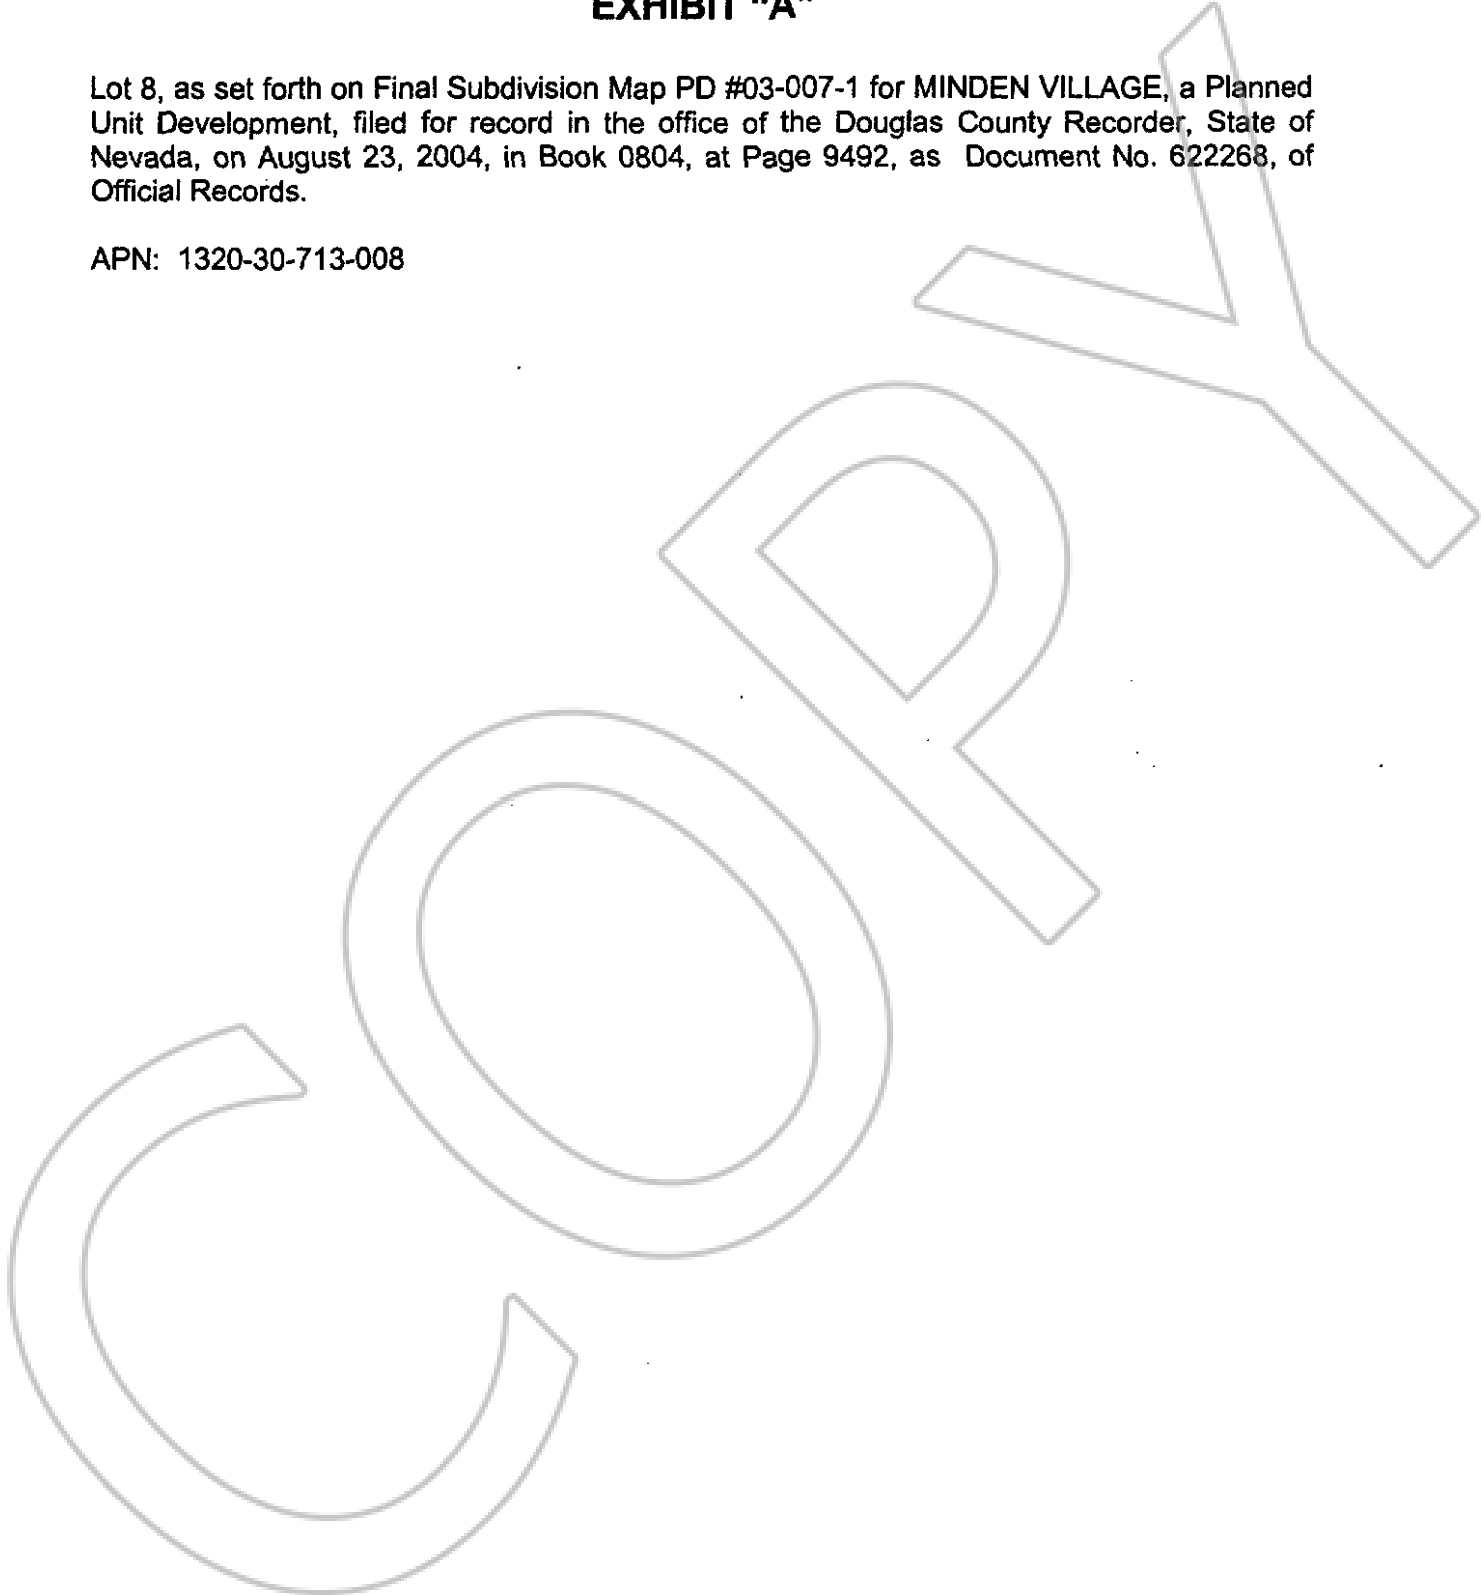 EXHIBIT "A"
Lot 8, as set forth on Final Subdivision Map PD #03-007-1 for MINDEN VILLAGE, a Planned
Unit Development, filed for record in the office of the Douglas County Recorder, State of
Nevada, on August 23, 2004, in Book 0804, at Page 9492, as Document No. 622268, of
Official Records.
APN: 1320-30-713-008
COPY